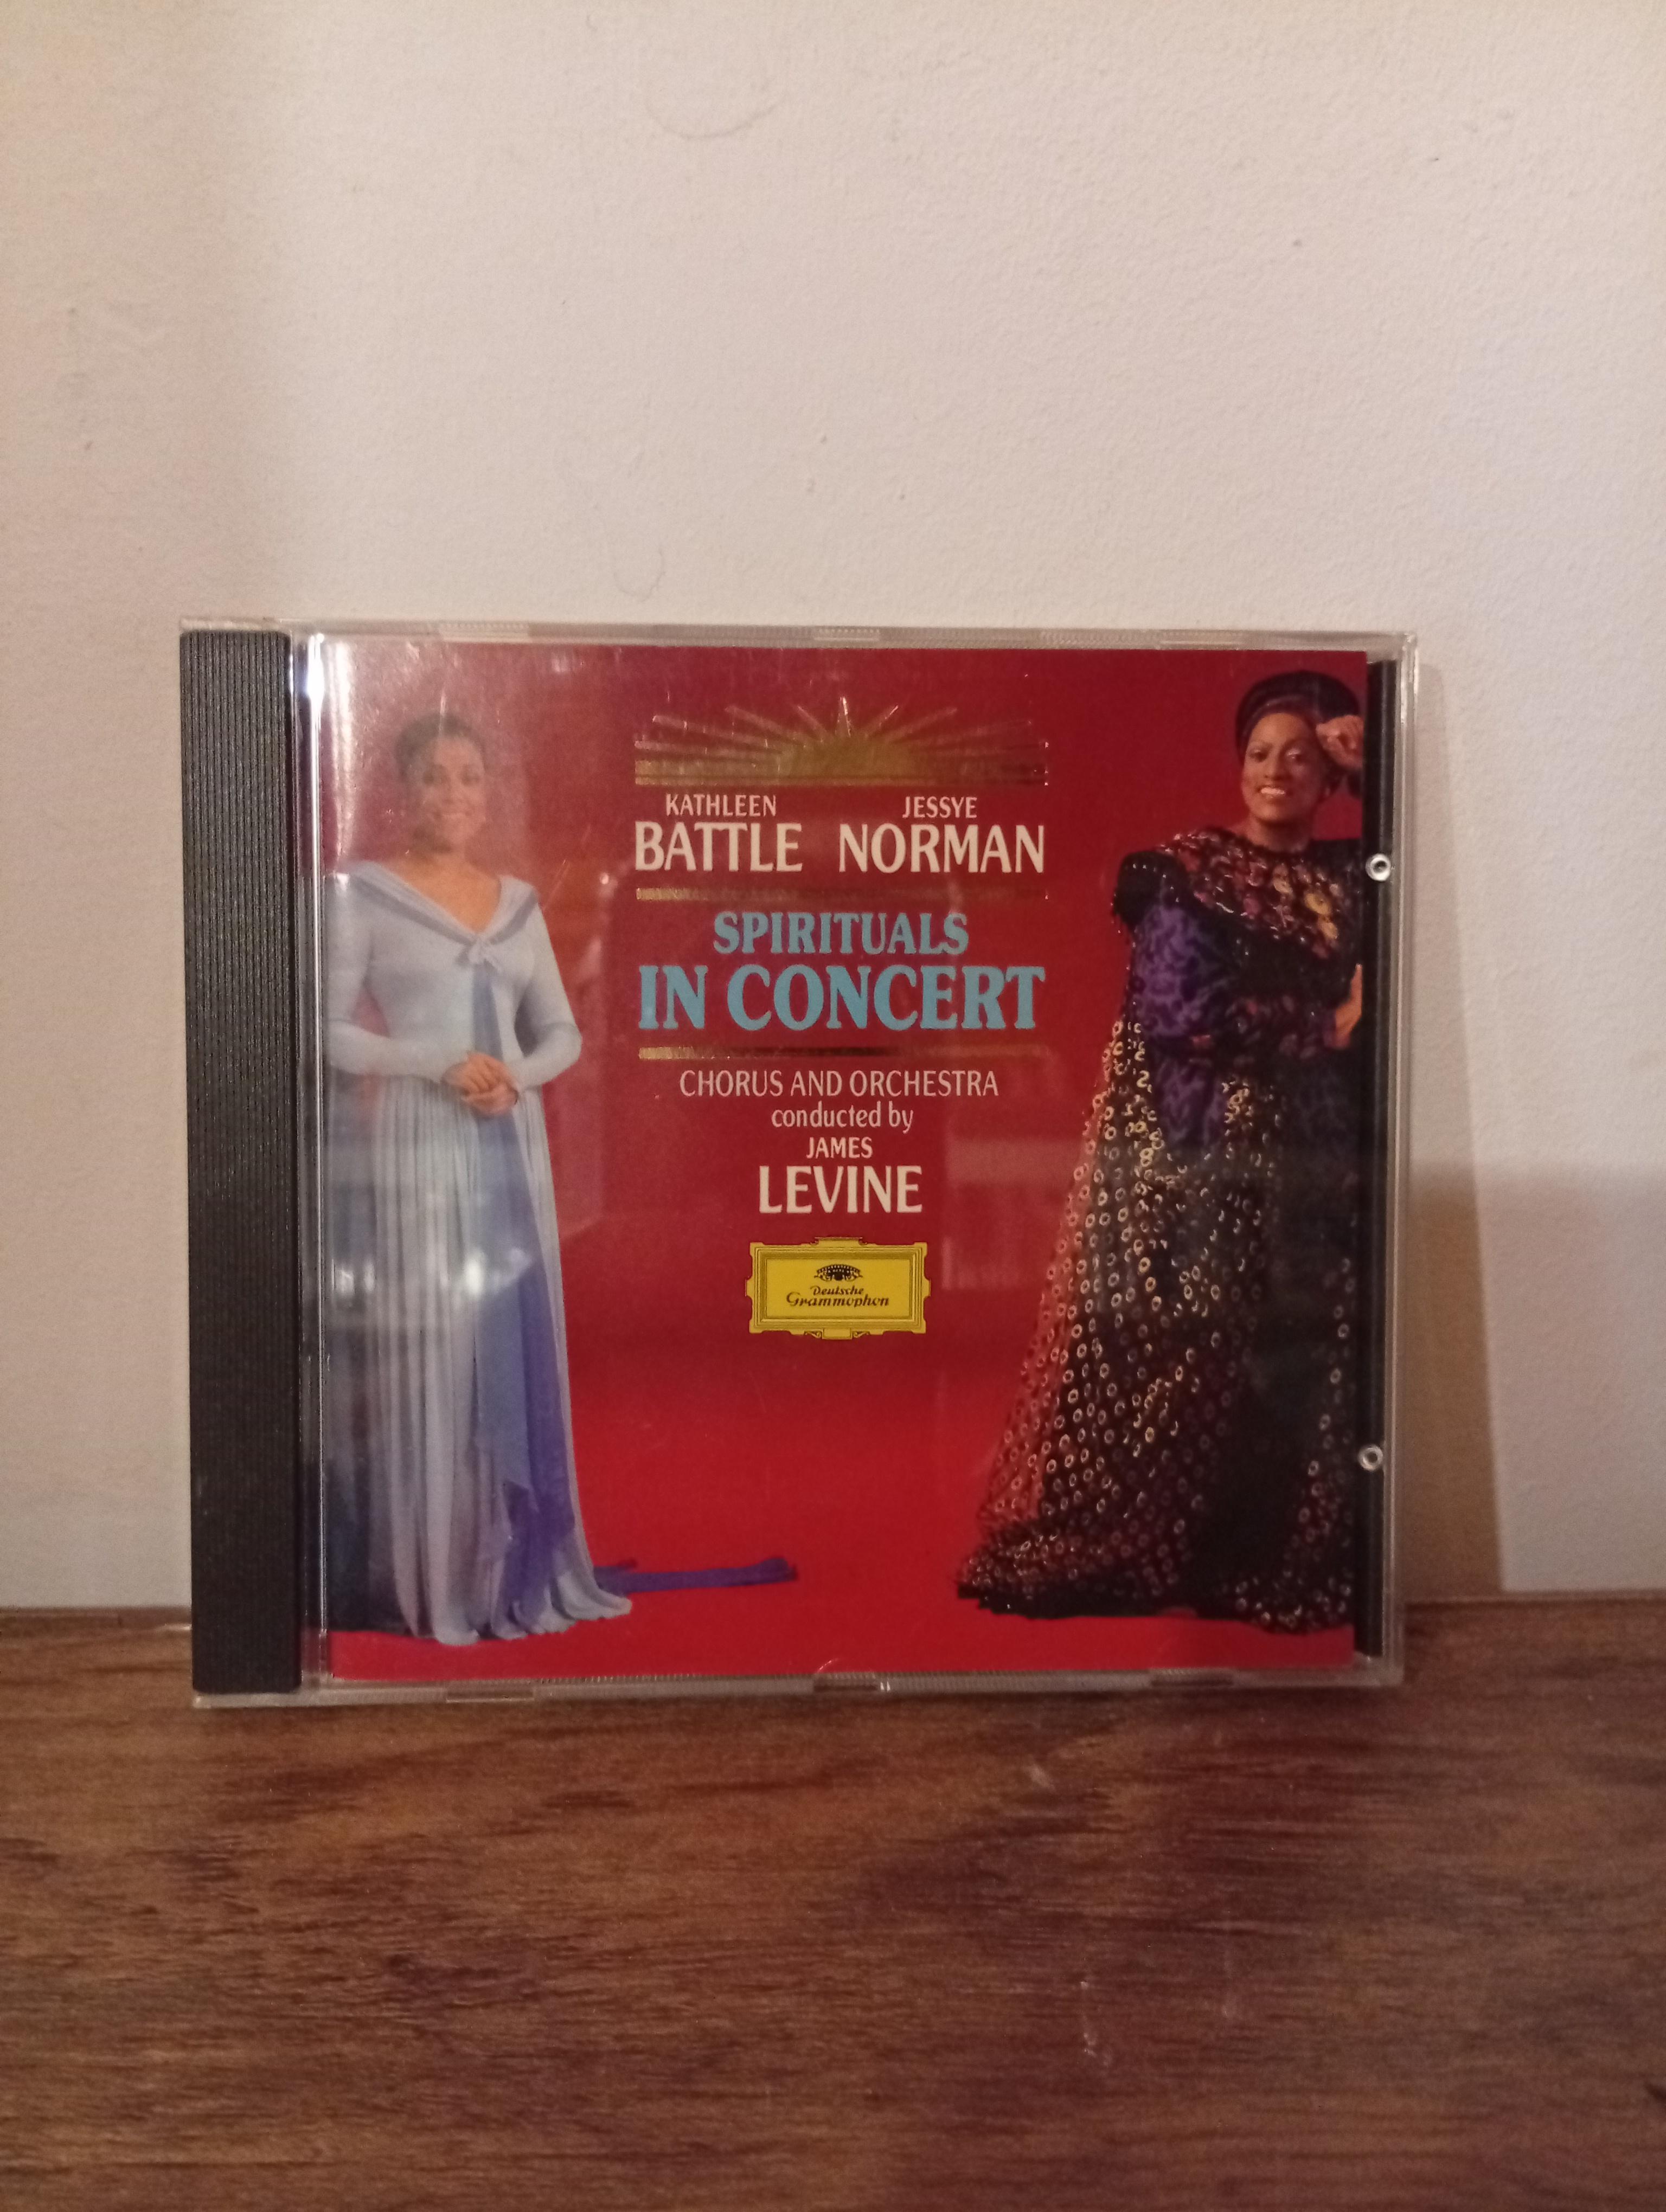 KATHLEEN JESSYE
BATTLE NORMAN
SPIRITUALS
IN CONCERT
CHORUS AND ORCHESTRA
conducted by
JAMES
LEVINE
Deutsche
Grammophon